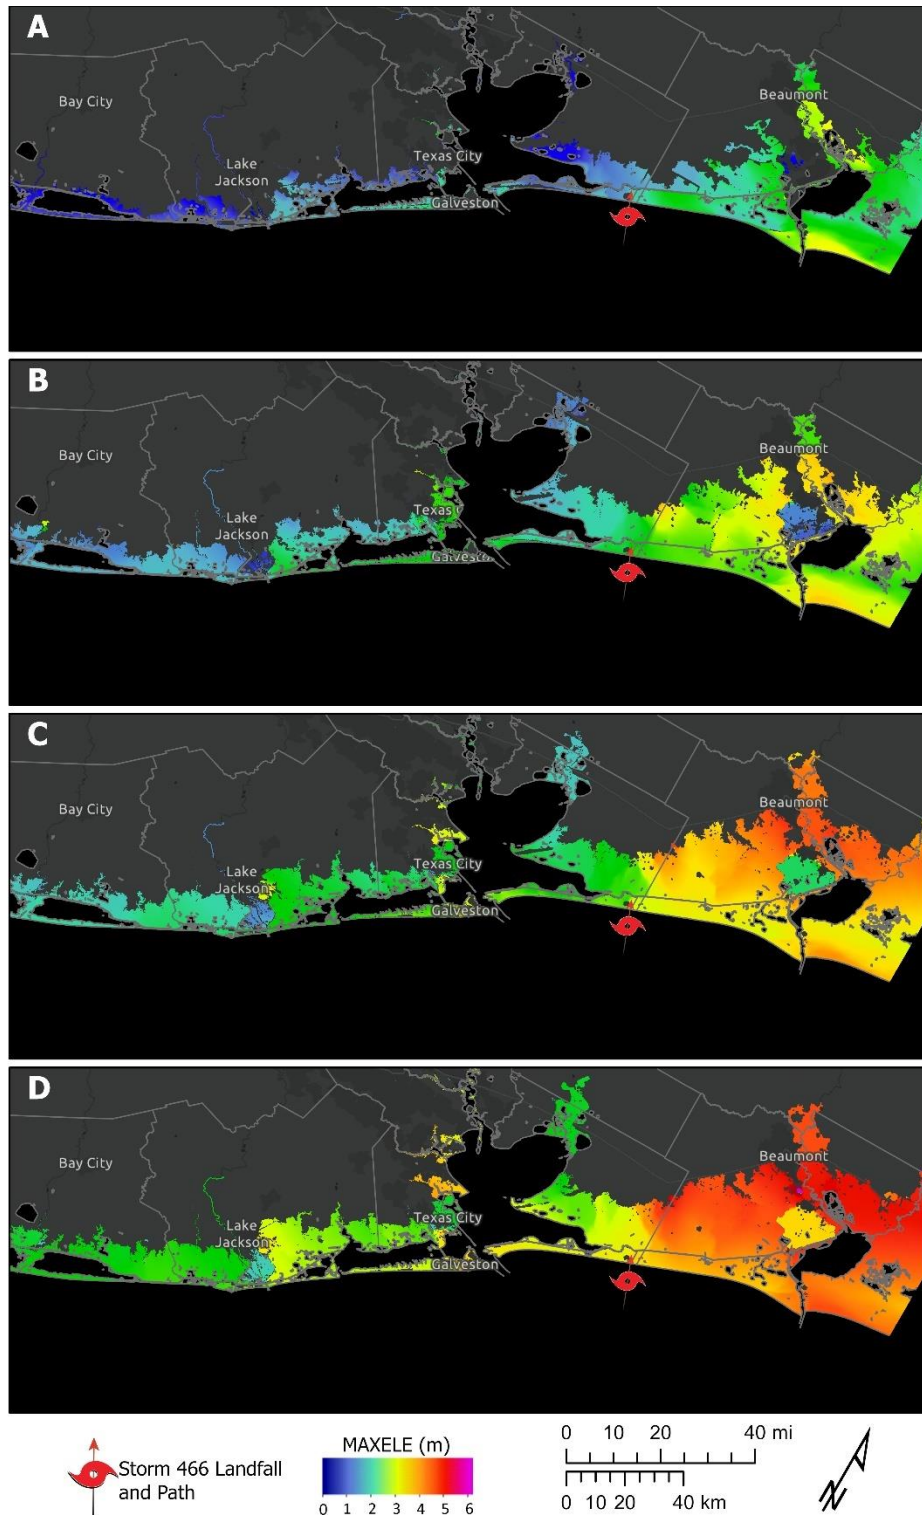 A
Bay City
Beaumont
Lake
Jackson
Texas City
Galveston
B
Bay City
Beaumont
Lake
Jackson
Texas C
Galvesto
C
Bay City
Beaumont
Lake
Jackson
Texas City
Galveston
D
Bay City
Beaumont
Lake
Jackson
Texas City
Galveston
Storm 466 Landfall
and Path
MAXELE (m)
0 1 2 3 4 5 6
0 10 20 40 mi
0 10 20 40 km
N